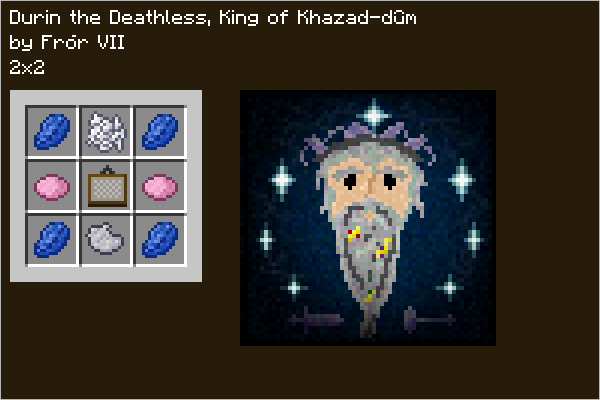 Durin the Deathless, King of Khazad-dûm
by Frór VII
2x2